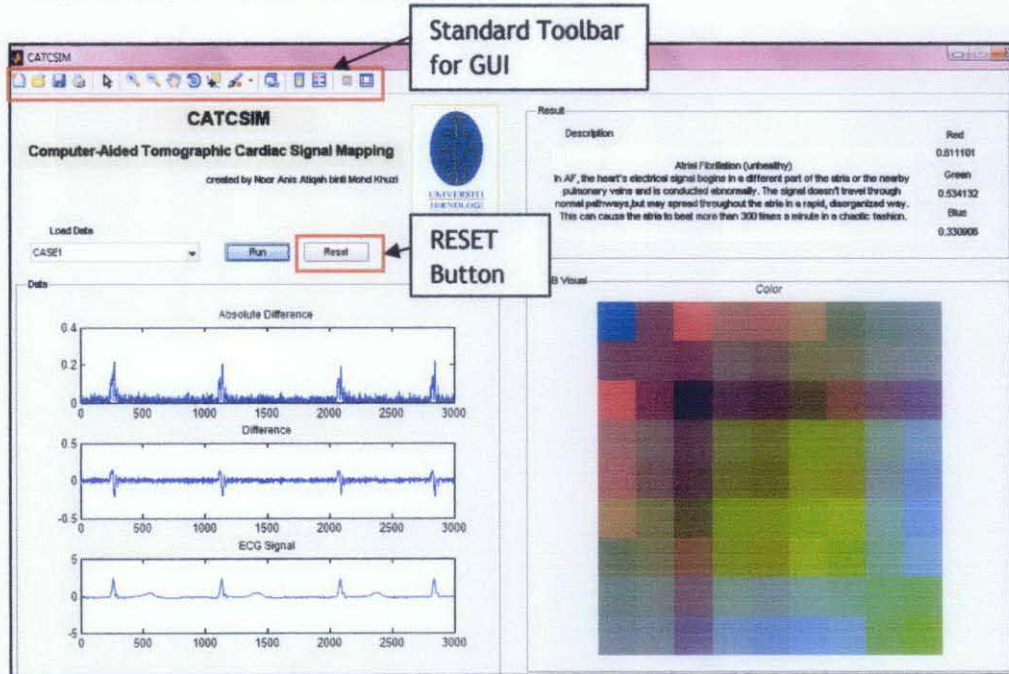 Standard Toolbar
for GUI
CATCSIM
CATCSIM
Computer-Aided Tomographic Cardiac Signal Mapping
created by Noor Anis Atiqah binti Mohd Khuzi
UNIVERSITI
TEKNOLOGI
Load Data
CASE1
Run
Reset
RESET
Button
Result
Description
Atrial Fibrillation (unhealthy)
In AF, the heart's electrical signal begins in a different part of the atria or the nearby
pulmonary veins and is conducted abnormally. The signal doesn't travel through
normal pathways,but may spread throughout the atria in a rapid, disorganized way.
This can cause the atria to beat more than 300 times a minute in a chaotic fashion.
Red
0.611101
Green
0.534132
Blue
0.330906
Data
Absolute Difference
0.4
0.2
0
0 500 1000 1500 2000 2500 3000
Difference
0.5
0
-0.5
0 500 1000 1500 2000 2500 3000
ECG Signal
5
0
-5
0 500 1000 1500 2000 2500 3000
B Visual
Color